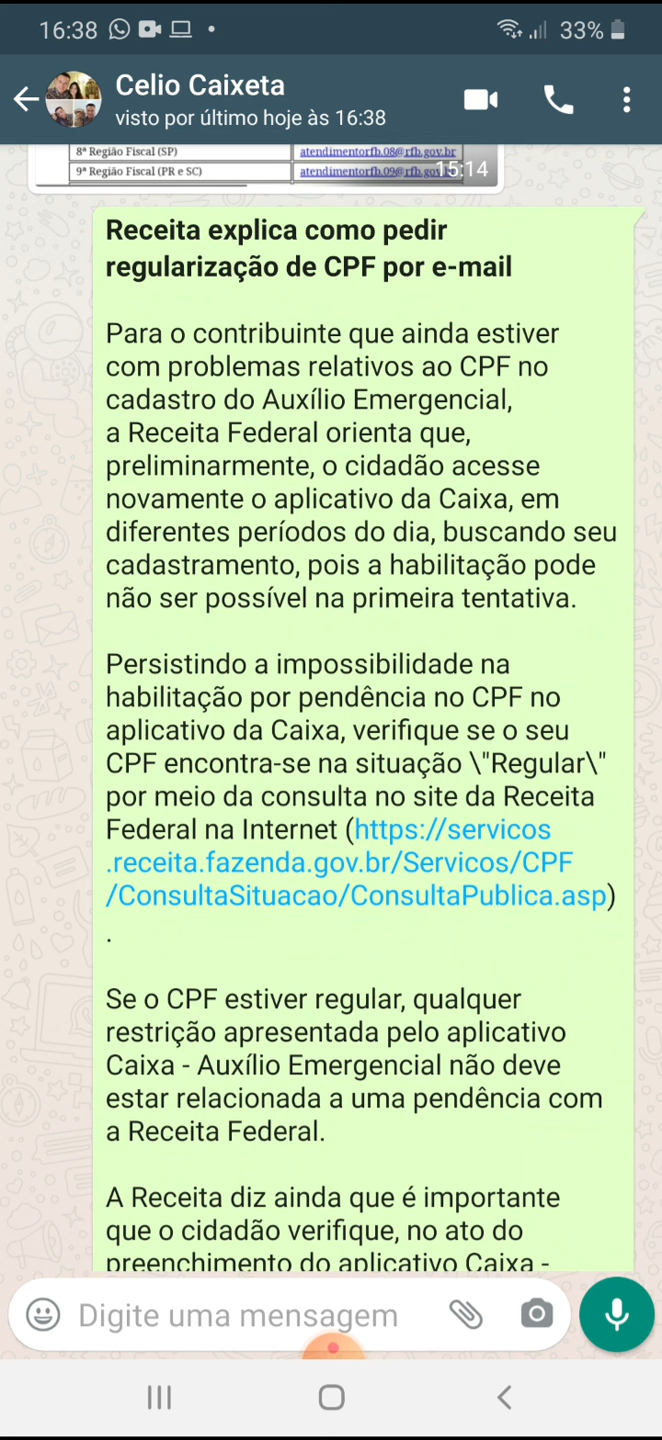 16:38
33%
Celio Caixeta
visto por último hoje às 16:38
8ª Região Fiscal (SP) atendimentorfb.08@rfb.gov.br
9ª Região Fiscal (PR e SC) atendimentorfb.09@rfb.gov
15:14
Receita explica como pedir
regularização de CPF por e-mail
Para o contribuinte que ainda estiver
com problemas relativos ao CPF no
cadastro do Auxílio Emergencial,
a Receita Federal orienta que,
preliminarmente, o cidadão acesse
novamente o aplicativo da Caixa, em
diferentes períodos do dia, buscando seu
cadastramento, pois a habilitação pode
não ser possível na primeira tentativa.
Persistindo a impossibilidade na
habilitação por pendência no CPF no
aplicativo da Caixa, verifique se o seu
CPF encontra-se na situação \"Regular\"
por meio da consulta no site da Receita
Federal na Internet (https://servicos
.receita.fazenda.gov.br/Servicos/CPF
/ConsultaSituacao/ConsultaPublica.asp)
.
Se o CPF estiver regular, qualquer
restrição apresentada pelo aplicativo
Caixa - Auxílio Emergencial não deve
estar relacionada a uma pendência com
a Receita Federal.
A Receita diz ainda que é importante
que o cidadão verifique, no ato do
preenchimento do aplicativo Caixa -
Digite uma mensagem